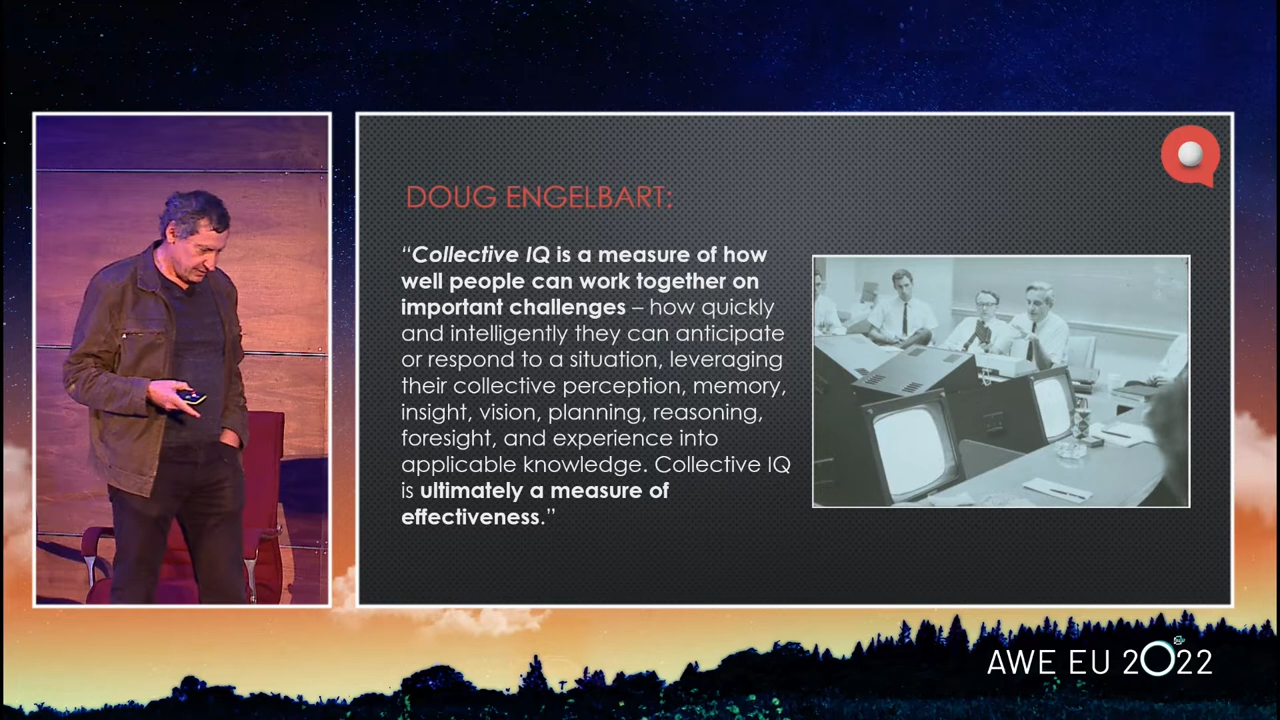 DOUG ENGELBART:
“Collective IQ is a measure of how
well people can work together on
important challenges – how quickly
and intelligently they can anticipate
or respond to a situation, leveraging
their collective perception, memory,
insight, vision, planning, reasoning,
foresight, and experience into
applicable knowledge. Collective IQ
is ultimately a measure of
effectiveness.”
AWE EU 2022